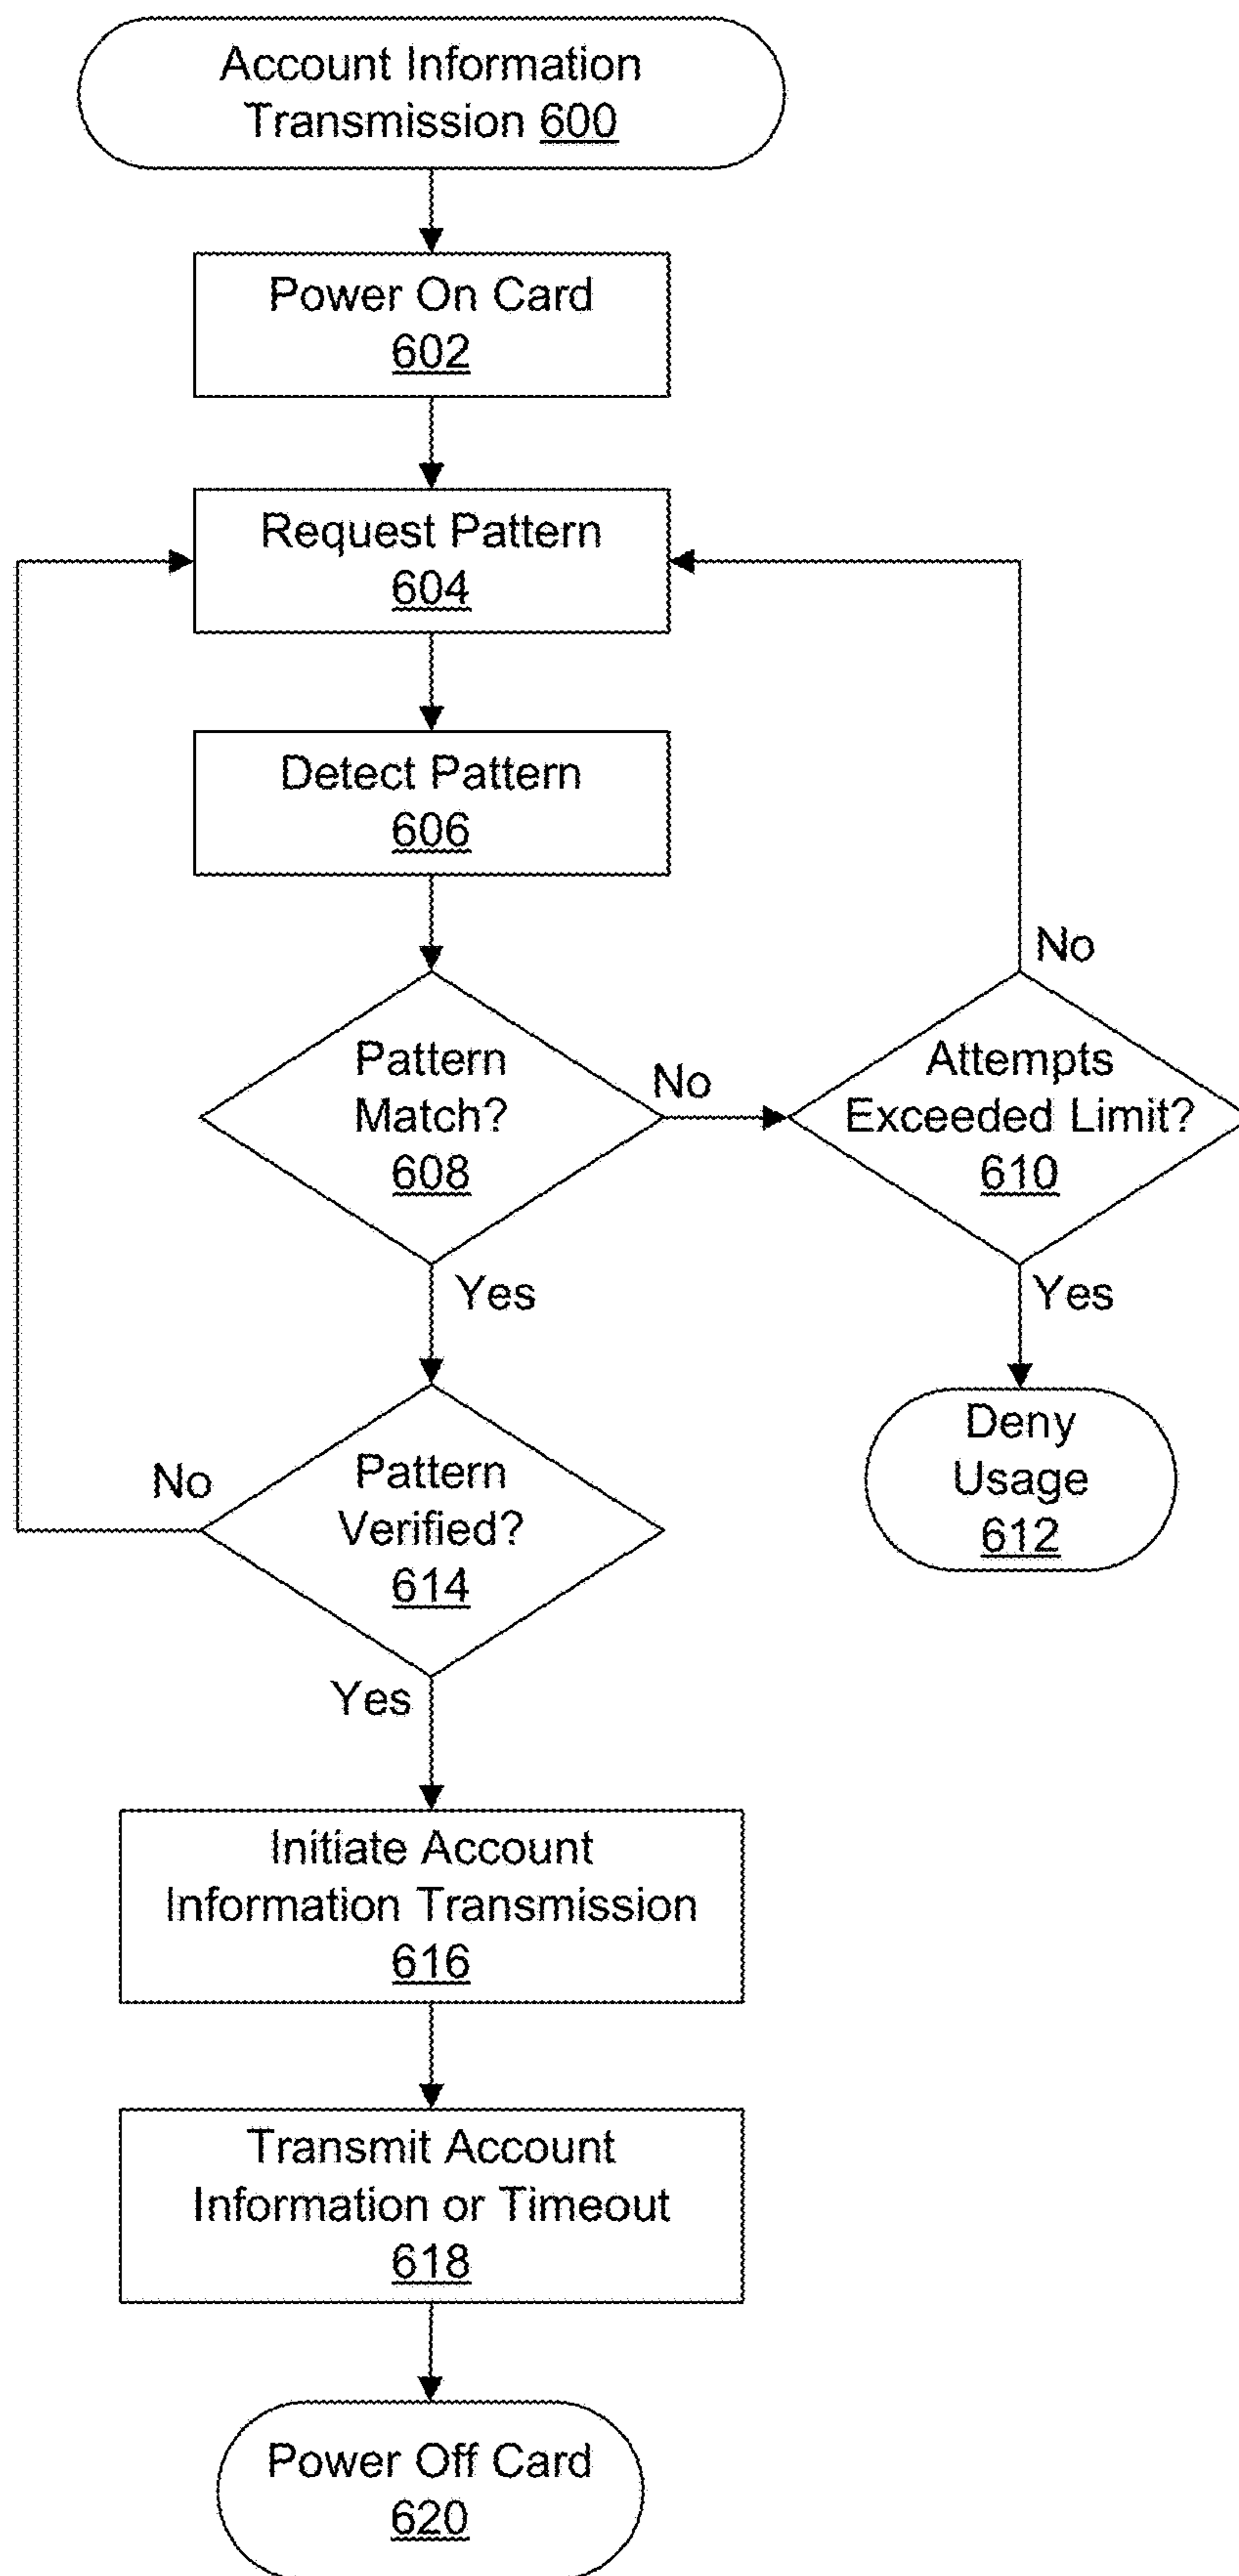 Account Information
Transmission 600
Power On Card
602
Request Pattern
604
Detect Pattern
606
Pattern
Match?
608
No
Attempts
Exceeded Limit?
610
No
Yes
Deny
Usage
612
Yes
Pattern
Verified?
614
No
Yes
Initiate Account
Information Transmission
616
Transmit Account
Information or Timeout
618
Power Off Card
620